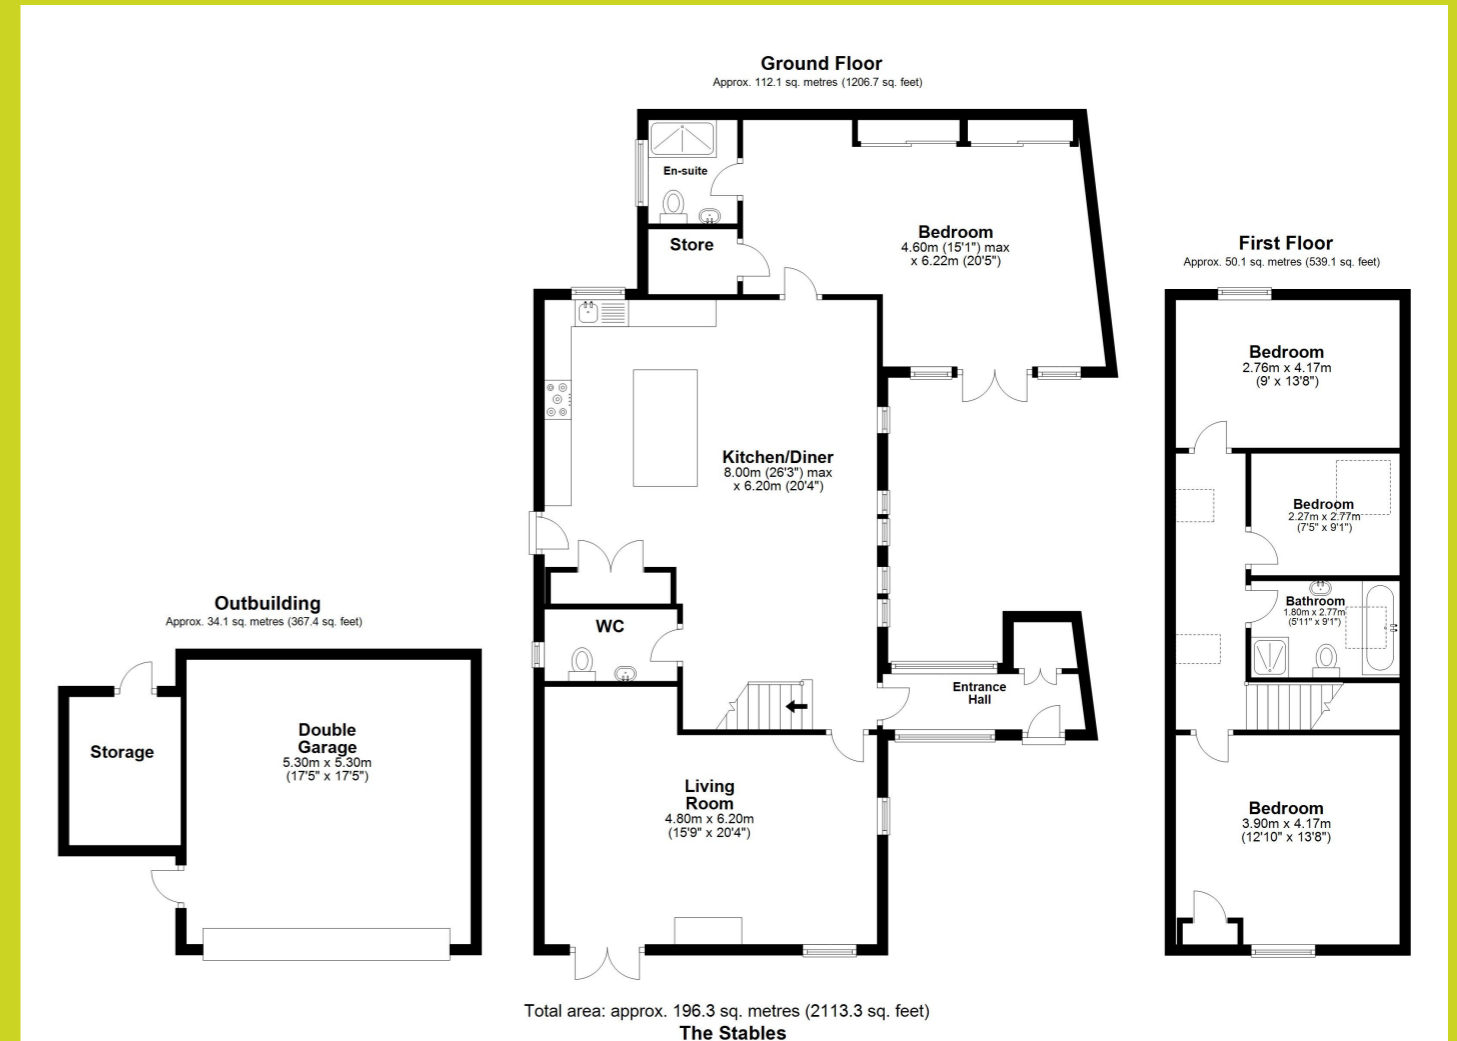 Ground Floor
Approx. 112.1 sq. metres (1206.7 sq. feet)
En-suite
Store
Bedroom
4.60m (15'1") max
x 6.22m (20'5")
Kitchen/Diner
8.00m (26'3") max
x 6.20m (20'4")
WC
Entrance
Hall
Living
Room
4.80m x 6.20m
(15'9" x 20'4")
First Floor
Approx. 50.1 sq. metres (539.1 sq. feet)
Bedroom
2.76m x 4.17m
(9' x 13'8")
Bedroom
2.27m x 2.77m
(7'5" x 9'1")
Bathroom
1.80m x 2.77m
(5'11" x 9'1")
Bedroom
3.90m x 4.17m
(12'10" x 13'8")
Outbuilding
Approx. 34.1 sq. metres (367.4 sq. feet)
Storage
Double
Garage
5.30m x 5.30m
(17'5" x 17'5")
Total area: approx. 196.3 sq. metres (2113.3 sq. feet)
The Stables